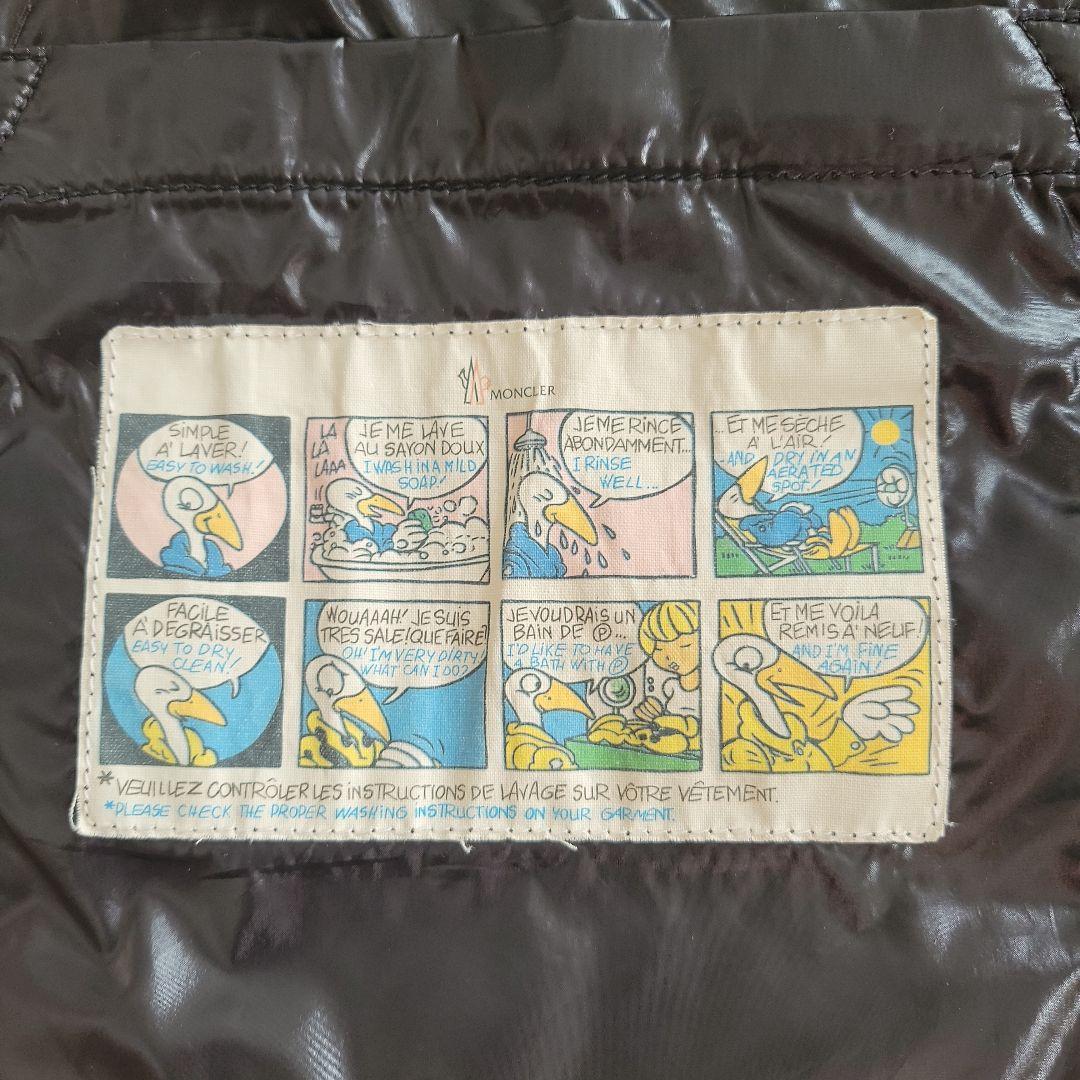 MONCLER
SIMPLE
A' LAVER!
EASY TO WASH!
LA
LÀ
LÀAA
JE ME LAVE
AU SAYON DOUX
I WASH IN A MILD
SOAP!
JE ME RINCE
ABONDAMMENT...
I RINSE
WELL...
...ET ME SÈCHE
A' L'AIR!
...AND I DRY IN AN
AERATED
SPOT!
FACILE
A' DEGRAISSER
EASY TO DRY
CLEAN!
WOUAAAH! JE SUIS
TRES SALE! QUE FAIRE?
OH! I'M VERY DIRTY
WHAT CAN I DO?
JE VOUDRAIS UN
BAIN DE Ⓟ...
I'D LIKE TO HAVE
A BATH WITH Ⓟ
ET ME VOILA
REMIS A' NEUF!
AND I'M FINE
AGAIN!
*VEUILLEZ CONTRÔLER LES INSTRUCTIONS DE LAVAGE SUR VÔTRE VÊTEMENT.
*PLEASE CHECK THE PROPER WASHING INSTRUCTIONS ON YOUR GARMENT.